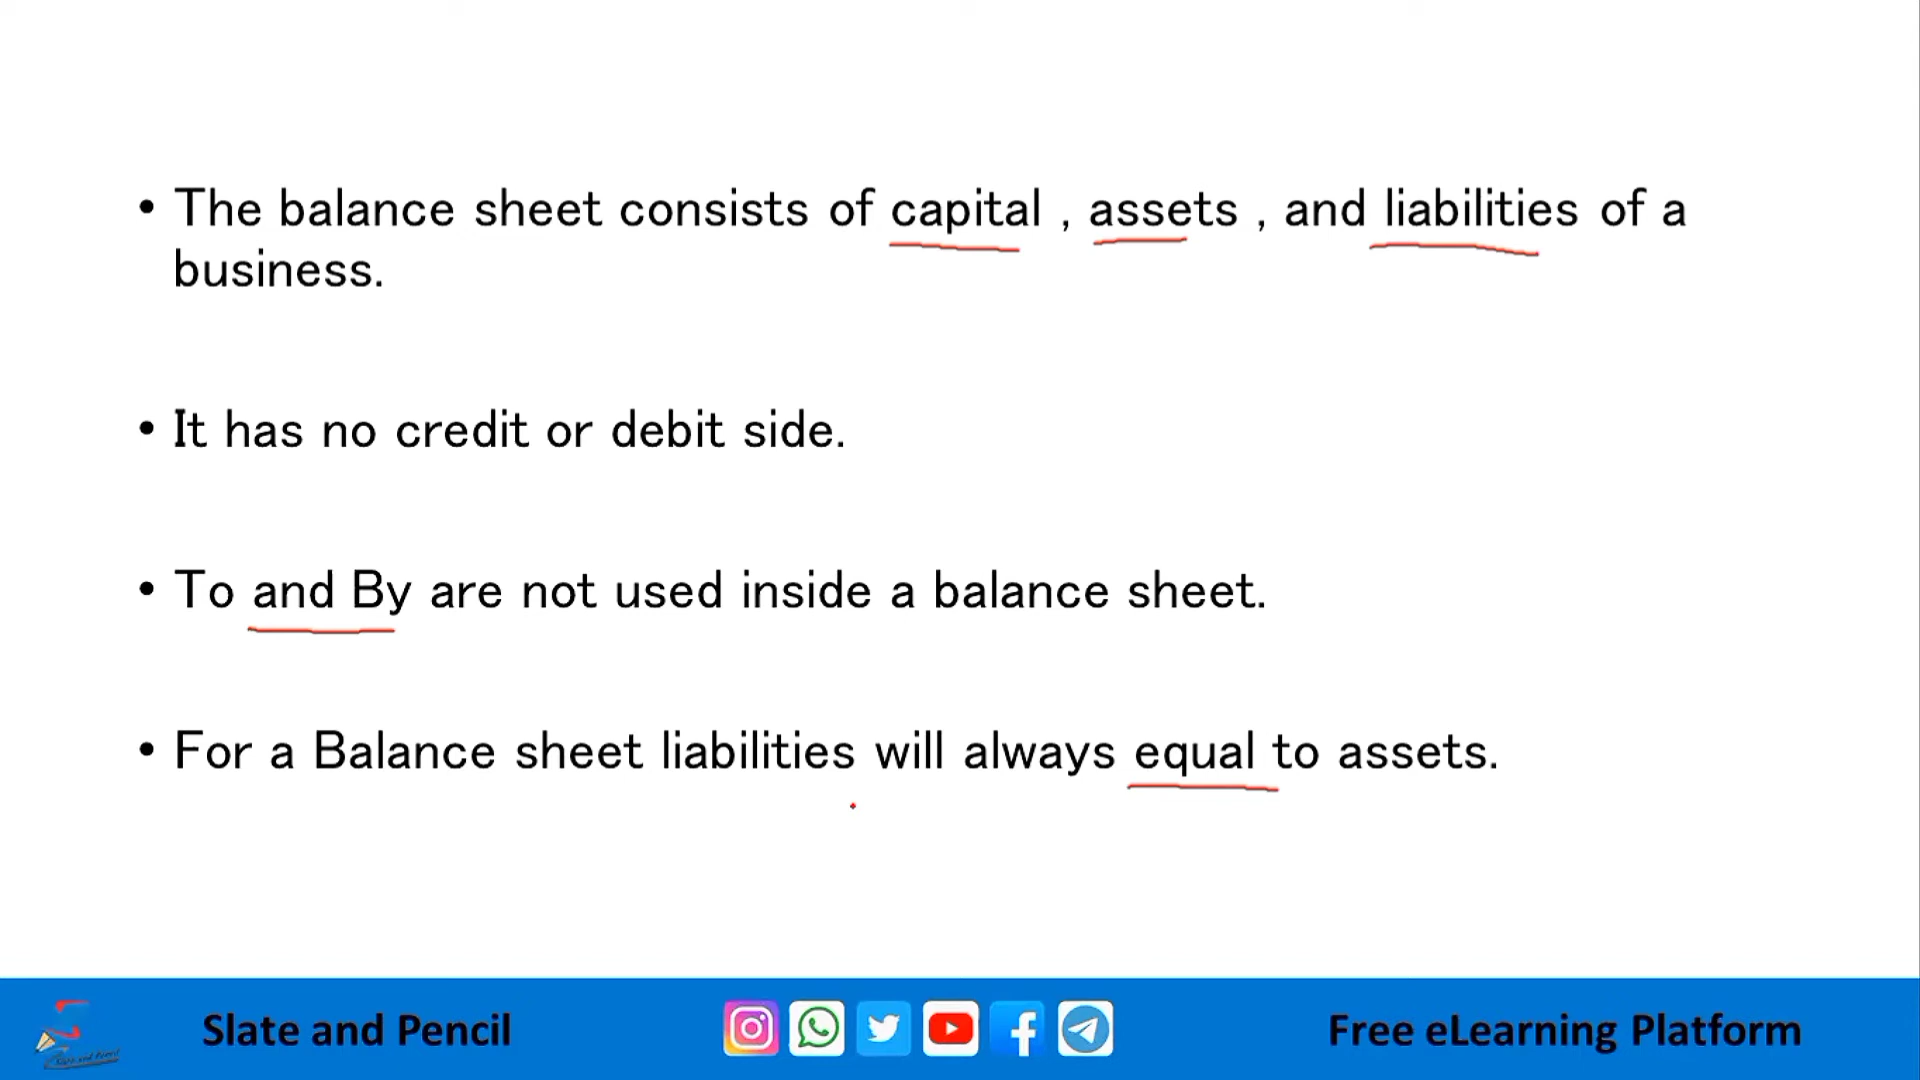 • The balance sheet consists of capital , assets , and liabilities of a
business.
• It has no credit or debit side.
• To and By are not used inside a balance sheet.
• For a Balance sheet liabilities will always equal to assets.
Slate and Pencil
Free eLearning Platform